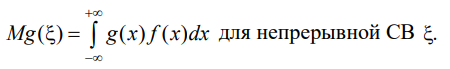 Mg(ξ) = ∫_{−∞}^{+∞} g(x) f(x)dx для непрерывной СВ ξ.